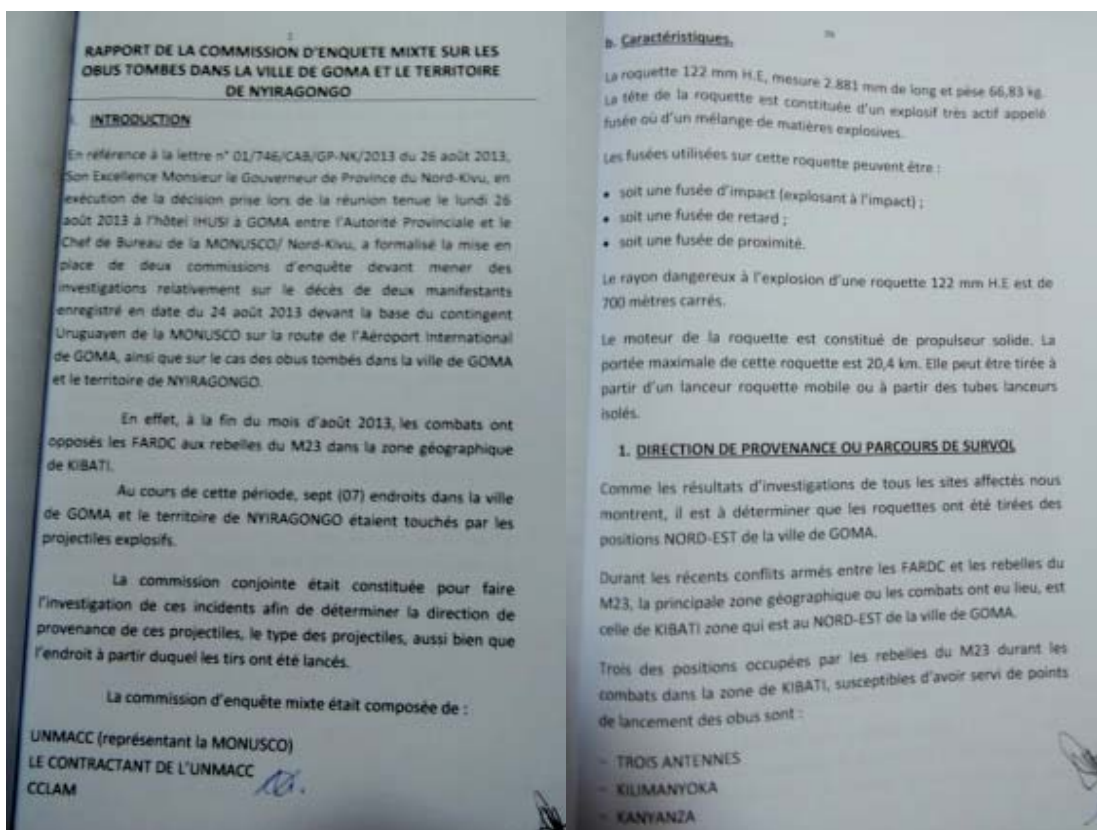 2
RAPPORT DE LA COMMISSION D'ENQUETE MIXTE SUR LES
OBUS TOMBES DANS LA VILLE DE GOMA ET LE TERRITOIRE
DE NYIRAGONGO
INTRODUCTION
En référence à la lettre n° 01/746/CAB/GP-NK/2013 du 26 août 2013,
Son Excellence Monsieur le Gouverneur de Province du Nord-Kivu, en
exécution de la décision prise lors de la réunion tenue le lundi 26
août 2013 à l'hôtel IHUSI à GOMA entre l'Autorité Provinciale et le
Chef de Bureau de la MONUSCO/ Nord-Kivu, a formalisé la mise en
place de deux commissions d'enquête devant mener des
investigations relativement sur le décès de deux manifestants
enregistré en date du 24 août 2013 devant la base du contingent
Uruguayen de la MONUSCO sur la route de l'Aéroport International
de GOMA, ainsi que sur le cas des obus tombés dans la ville de GOMA
et le territoire de NYIRAGONGO.
En effet, à la fin du mois d'août 2013, les combats ont
opposés les FARDC aux rebelles du M23 dans la zone géographique
de KIBATI.
Au cours de cette période, sept (07) endroits dans la ville
de GOMA et le territoire de NYIRAGONGO étaient touchés par les
projectiles explosifs.
La commission conjointe était constituée pour faire
l'investigation de ces incidents afin de déterminer la direction de
provenance de ces projectiles, le type des projectiles, aussi bien que
l'endroit à partir duquel les tirs ont été lancés.
La commission d'enquête mixte était composée de :
UNMACC (représentant la MONUSCO)
LE CONTRACTANT DE L'UNMACC
CCLAM
b. Caractéristiques.
La roquette 122 mm H.E, mesure 2.881 mm de long et pèse 66,83 kg.
La tête de la roquette est constituée d'un explosif très actif appelé
fusée où d'un mélange de matières explosives.
Les fusées utilisées sur cette roquette peuvent être :
• soit une fusée d'impact (explosant à l'impact) ;
• soit une fusée de retard ;
• soit une fusée de proximité.
Le rayon dangereux à l'explosion d'une roquette 122 mm H.E est de
700 mètres carrés.
Le moteur de la roquette est constitué de propulseur solide. La
portée maximale de cette roquette est 20,4 km. Elle peut être tirée à
partir d'un lanceur roquette mobile ou à partir des tubes lanceurs
isolés.
1. DIRECTION DE PROVENANCE OU PARCOURS DE SURVOL
Comme les résultats d'investigations de tous les sites affectés nous
montrent, il est à déterminer que les roquettes ont été tirées des
positions NORD-EST de la ville de GOMA.
Durant les récents conflits armés entre les FARDC et les rebelles du
M23, la principale zone géographique ou les combats ont eu lieu, est
celle de KIBATI zone qui est au NORD-EST de la ville de GOMA.
Trois des positions occupées par les rebelles du M23 durant les
combats dans la zone de KIBATI, susceptibles d'avoir servi de points
de lancement des obus sont :
- TROIS ANTENNES
- KILIMANYOKA
- KANYANZA